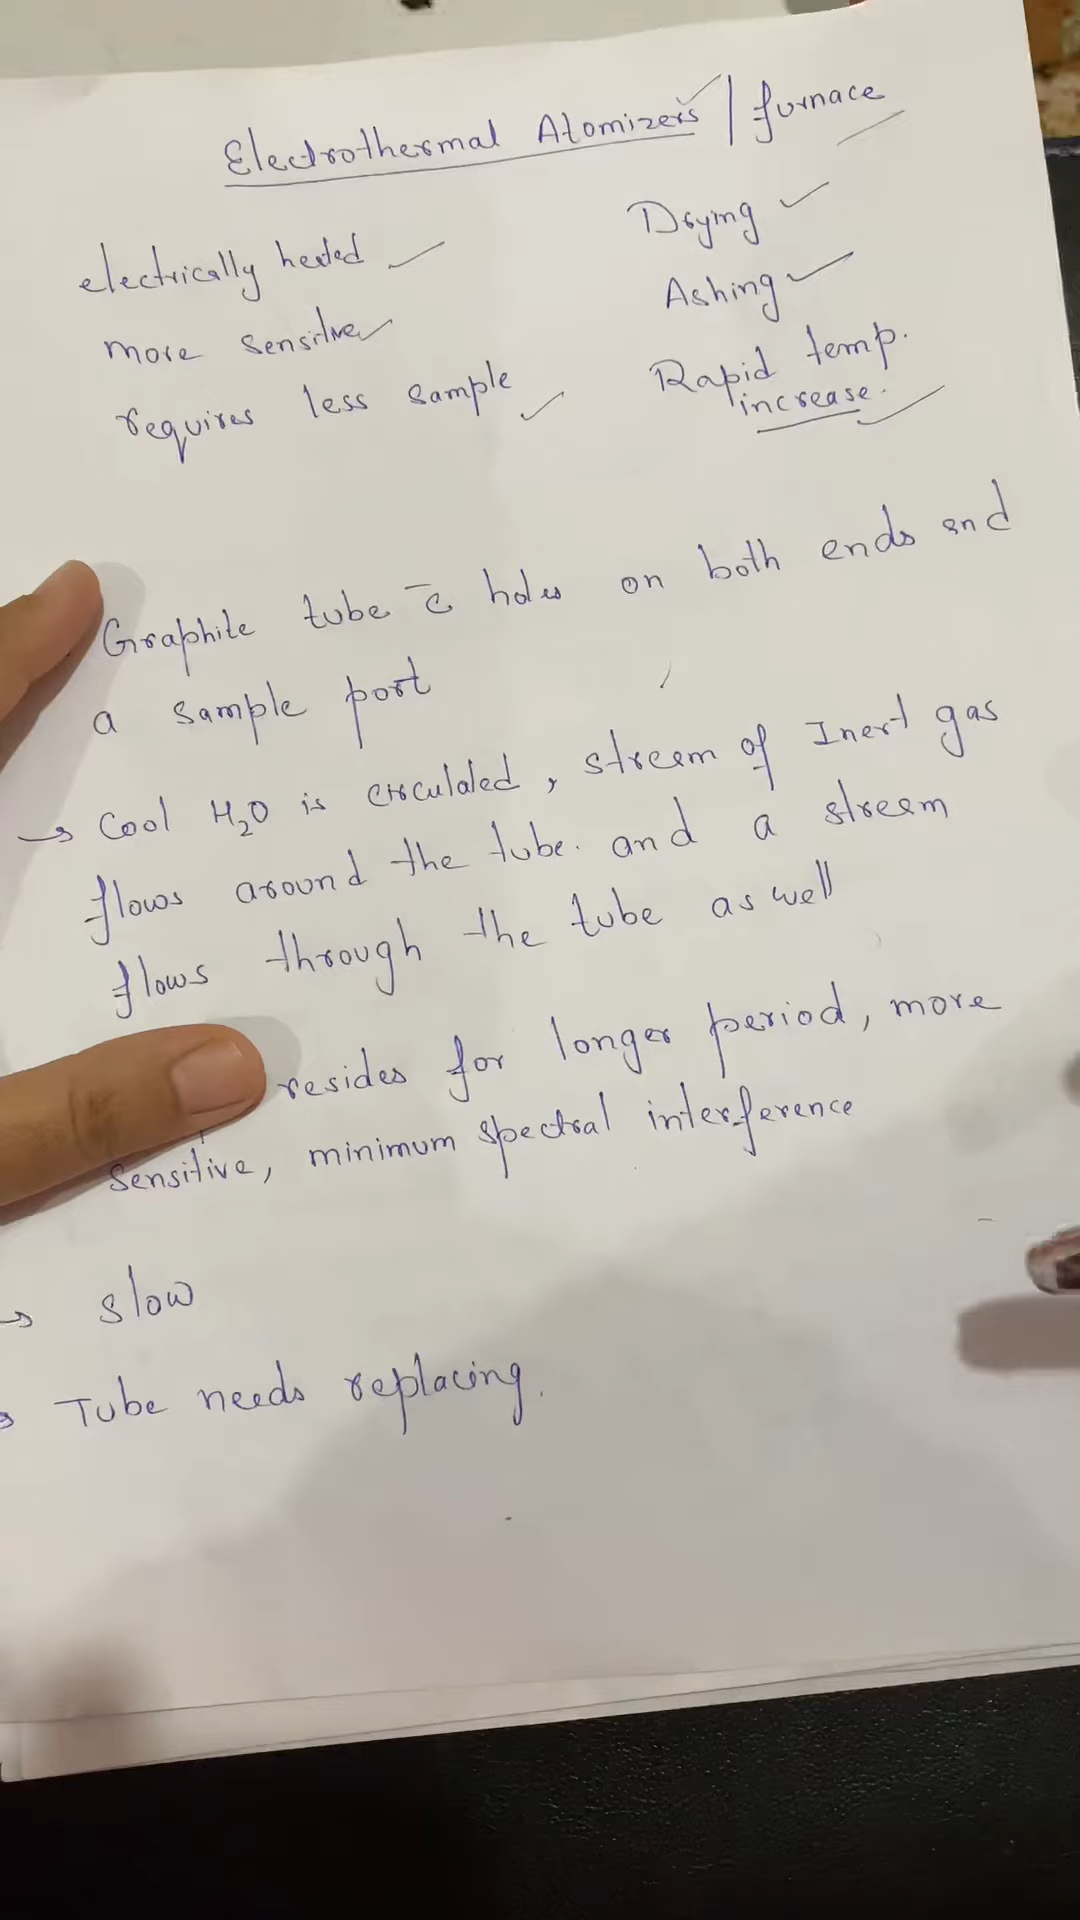 Electrothermal Atomizers / furnace
electrically heated
more sensitive
requires less sample
Drying
Ashing
Rapid temp.
increase.
Graphite tube c̄ holes on both ends and
a sample port
→ Cool H₂O is circulated, stream of Inert gas
flows around the tube. and a stream
flows through the tube as well
resides for longer period, more
sensitive, minimum spectral interference
→ slow
→ Tube needs replacing.